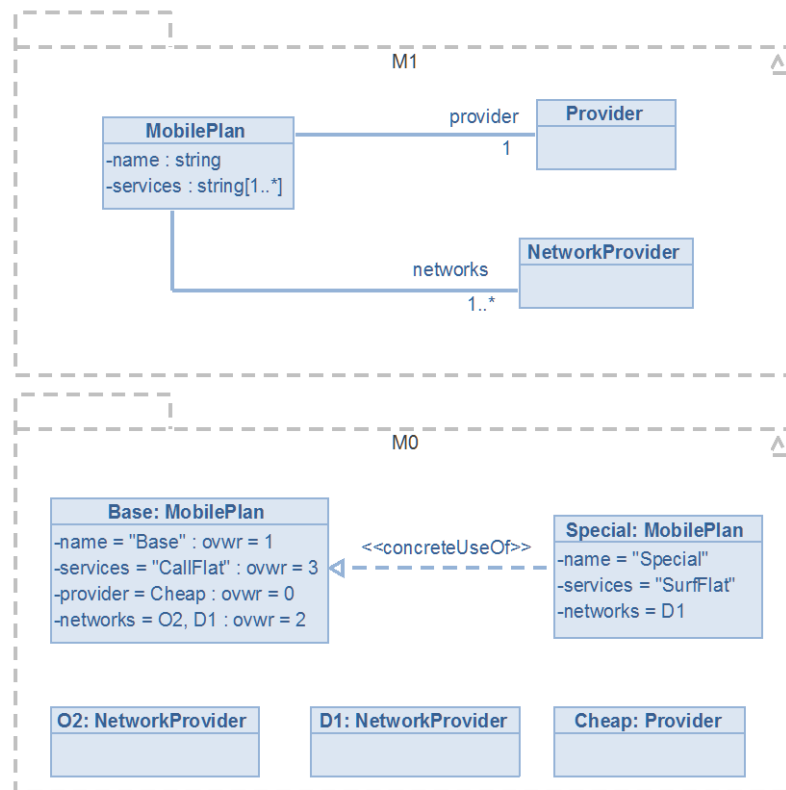 M1
MobilePlan
-name : string
-services : string[1..*]
provider
1
Provider
networks
1..*
NetworkProvider
M0
Base: MobilePlan
-name = "Base" : ovwr = 1
-services = "CallFlat" : ovwr = 3
-provider = Cheap : ovwr = 0
-networks = O2, D1 : ovwr = 2
<<concreteUseOf>>
Special: MobilePlan
-name = "Special"
-services = "SurfFlat"
-networks = D1
O2: NetworkProvider
D1: NetworkProvider
Cheap: Provider